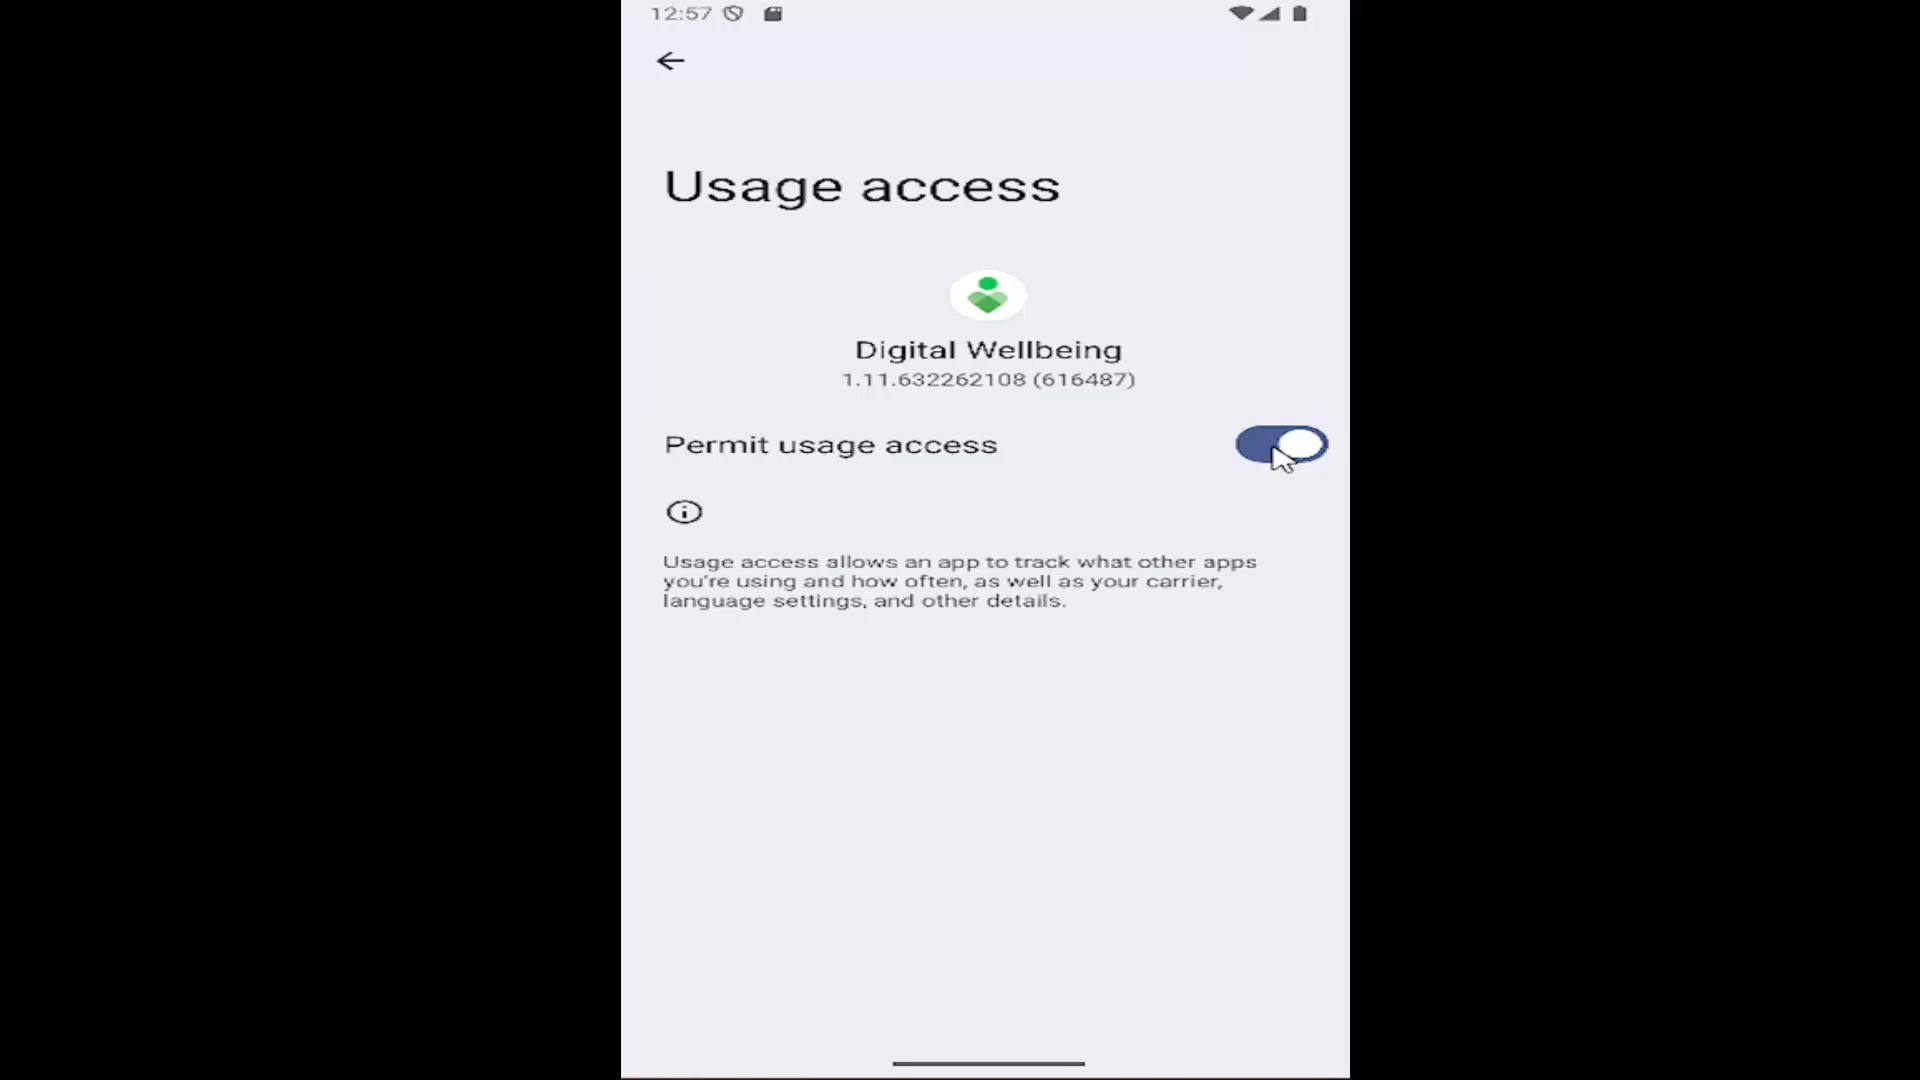 12:57
Usage access
Digital Wellbeing
1.11.632262108 (616487)
Permit usage access
Usage access allows an app to track what other apps
you're using and how often, as well as your carrier,
language settings, and other details.